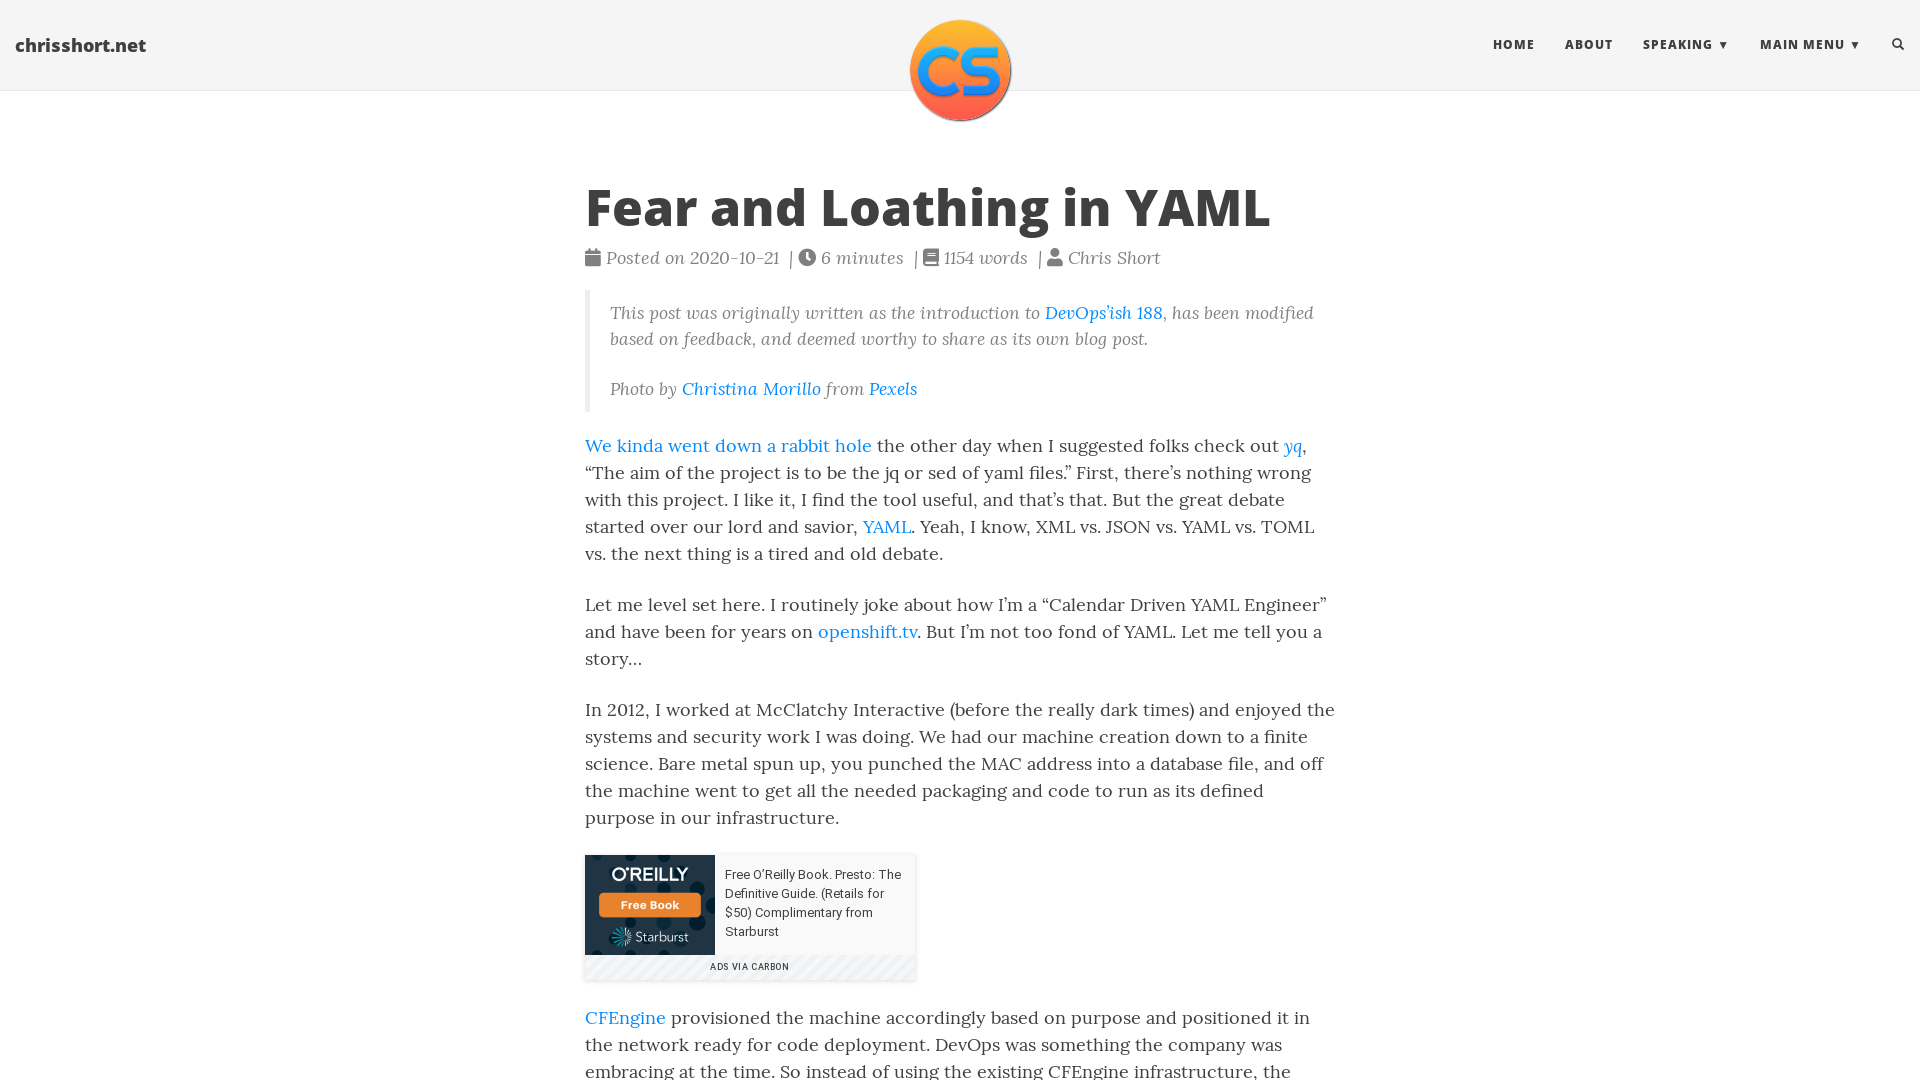 chrisshort.net
CS
HOME
ABOUT
SPEAKING ▼
MAIN MENU ▼
Fear and Loathing in YAML
Posted on 2020-10-21 | 6 minutes | 1154 words | Chris Short
This post was originally written as the introduction to DevOps’ish 188, has been modified
based on feedback, and deemed worthy to share as its own blog post.
Photo by Christina Morillo from Pexels
We kinda went down a rabbit hole the other day when I suggested folks check out yq,
“The aim of the project is to be the jq or sed of yaml files.” First, there’s nothing wrong
with this project. I like it, I find the tool useful, and that’s that. But the great debate
started over our lord and savior, YAML. Yeah, I know, XML vs. JSON vs. YAML vs. TOML
vs. the next thing is a tired and old debate.
Let me level set here. I routinely joke about how I’m a “Calendar Driven YAML Engineer”
and have been for years on openshift.tv. But I’m not too fond of YAML. Let me tell you a
story…
In 2012, I worked at McClatchy Interactive (before the really dark times) and enjoyed the
systems and security work I was doing. We had our machine creation down to a finite
science. Bare metal spun up, you punched the MAC address into a database file, and off
the machine went to get all the needed packaging and code to run as its defined
purpose in our infrastructure.
O'REILLY
Free Book
Starburst
Free O’Reilly Book. Presto: The
Definitive Guide. (Retails for
$50) Complimentary from
Starburst
ADS VIA CARBON
CFEngine provisioned the machine accordingly based on purpose and positioned it in
the network ready for code deployment. DevOps was something the company was
embracing at the time. So instead of using the existing CFEngine infrastructure, the